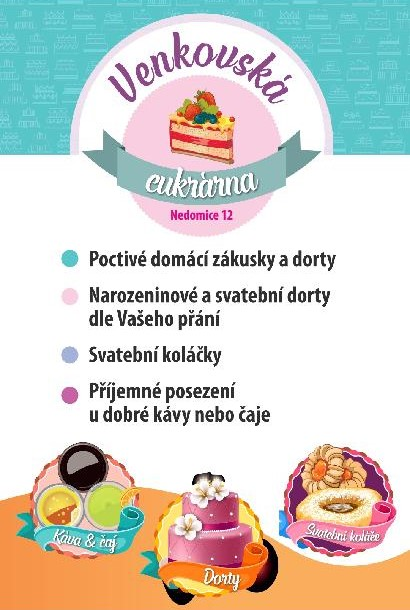 Venkovská
cukràrna
Nedomice 12
Poctivé domácí zákusky a dorty
Narozeninové a svatební dorty
dle Vašeho přání
Svatební koláčky
Příjemné posezení
u dobré kávy nebo čaje
Káva & čaj
Dorty
Svatební koláče